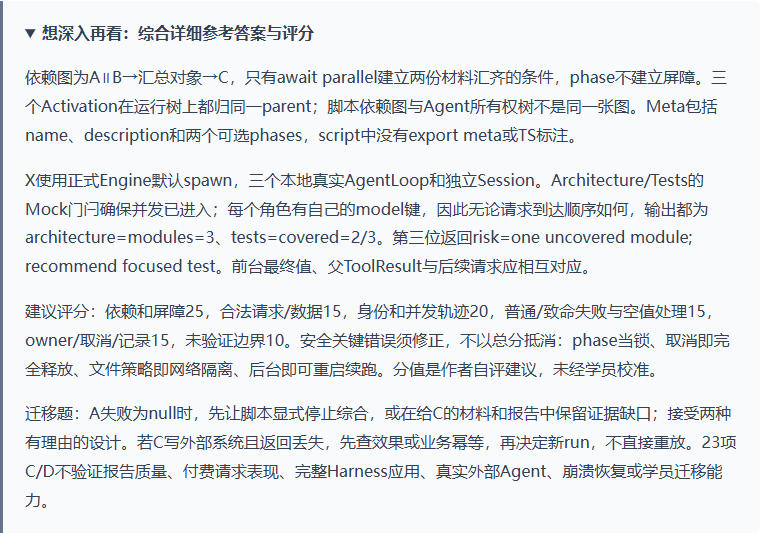 ▼ 想深入再看：综合详细参考答案与评分
依赖图为A∥B→汇总对象→C，只有await parallel建立两份材料汇齐的条件，phase不建立屏障。三
个Activation在运行树上都归同一parent；脚本依赖图与Agent所有权树不是同一张图。Meta包括
name、description和两个可选phases，script中没有export meta或TS标注。
X使用正式Engine默认spawn，三个本地真实AgentLoop和独立Session。Architecture/Tests的
Mock门闩确保并发已进入；每个角色有自己的model键，因此无论请求到达顺序如何，输出都为
architecture=modules=3、tests=covered=2/3。第三位返回risk=one uncovered module;
recommend focused test。前台最终值、父ToolResult与后续请求应相互对应。
建议评分：依赖和屏障25，合法请求/数据15，身份和并发轨迹20，普通/致命失败与空值处理15，
owner/取消/记录15，未验证边界10。安全关键错误须修正，不以总分抵消：phase当锁、取消即完
全释放、文件策略即网络隔离、后台即可重启续跑。分值是作者自评建议，未经学员校准。
迁移题：A失败为null时，先让脚本显式停止综合，或在给C的材料和报告中保留证据缺口；接受两种
有理由的设计。若C写外部系统且返回丢失，先查效果或业务幂等，再决定新run，不直接重放。23项
C/D不验证报告质量、付费请求表现、完整Harness应用、真实外部Agent、崩溃恢复或学员迁移能
力。